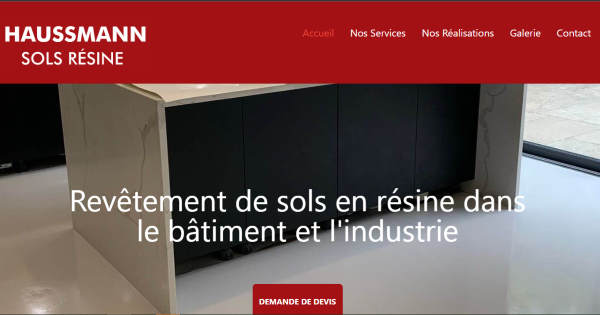 HAUSSMANN
SOLS RÉSINE
Accueil Nos Services Nos Réalisations Galerie Contact
Revêtement de sols en résine dans
le bâtiment et l'industrie
DEMANDE DE DEVIS